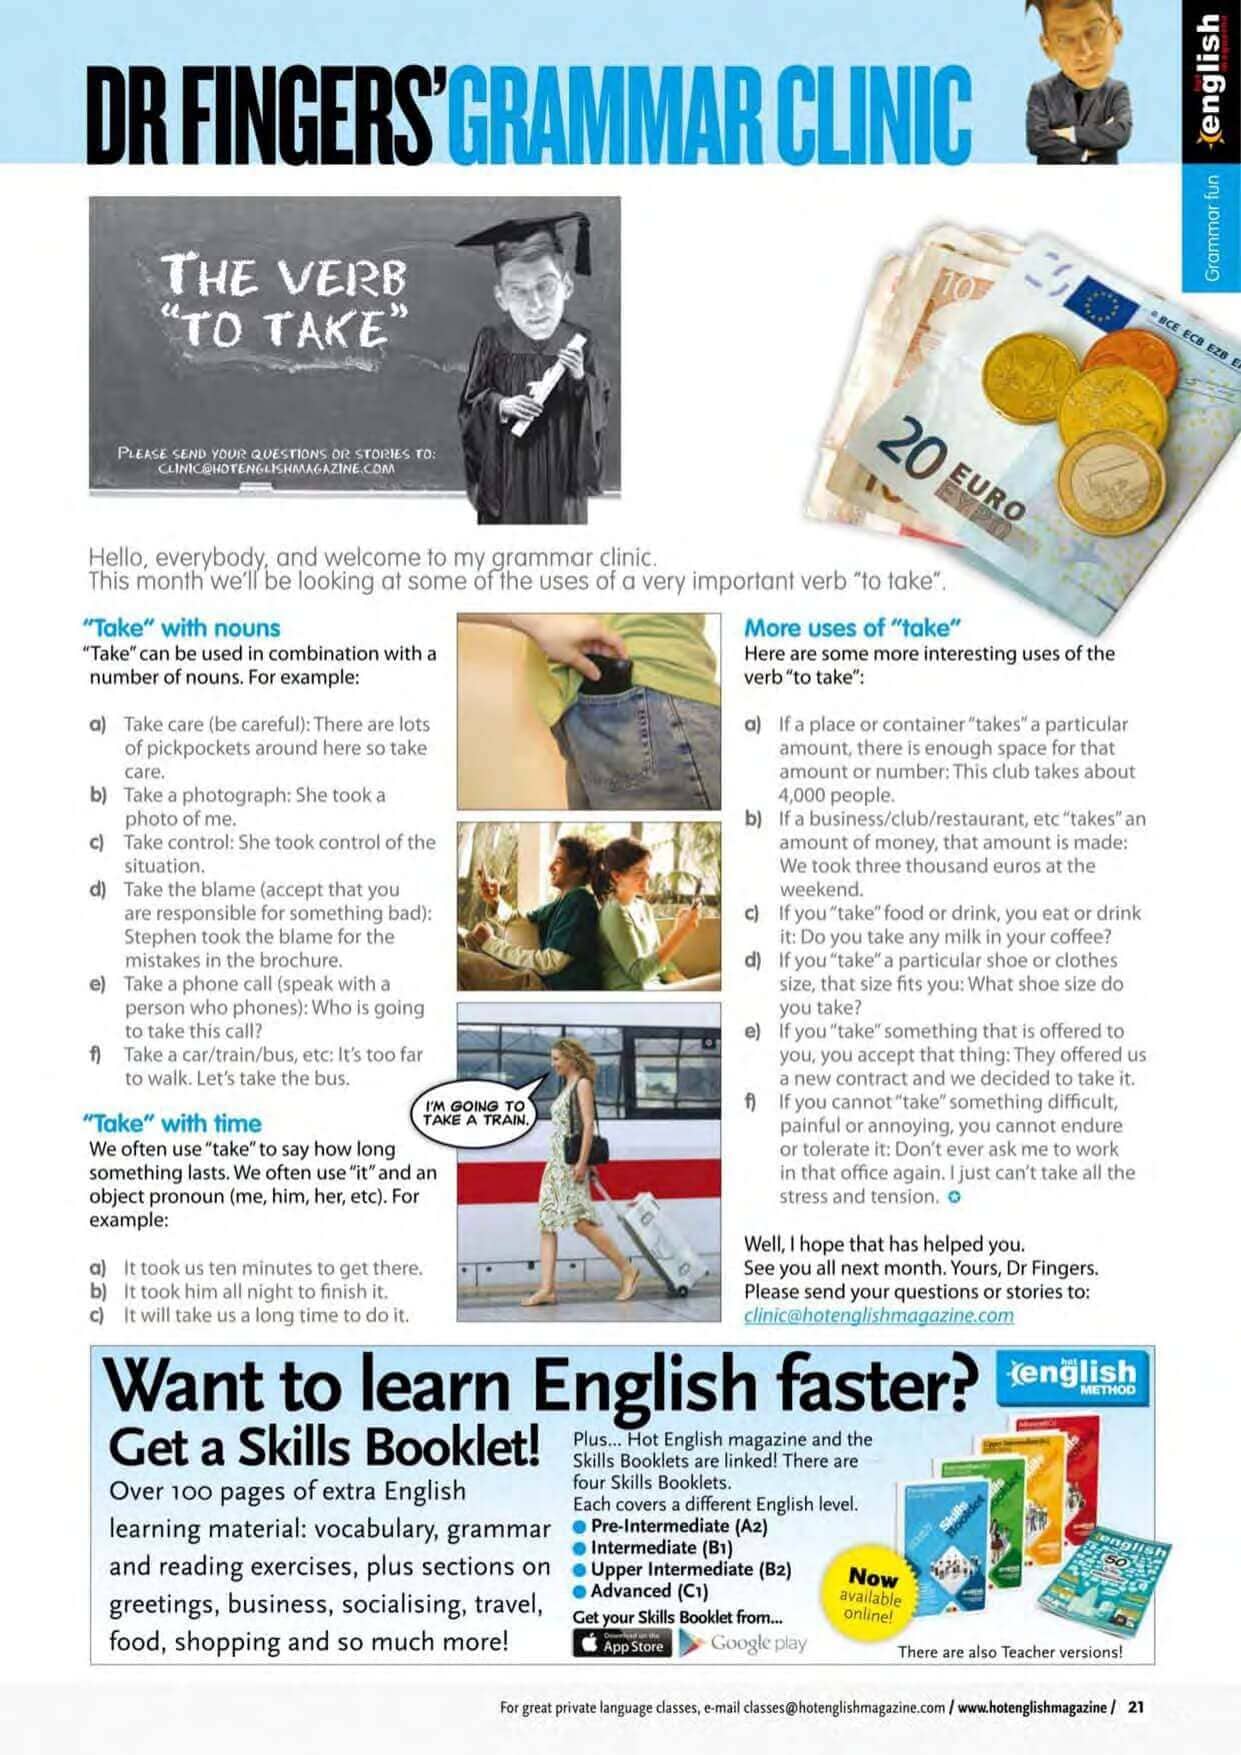 DR FINGERS' GRAMMAR CLINIC
hot
english
magazine
Grammar fun
THE VERB
"TO TAKE"
PLEASE SEND YOUR QUESTIONS OR STORIES TO:
CLINIC@HOTENGLISHMAGAZINE.COM
10
BCE ECB EZB
20 EURO
ΕΥΡΩ
Hello, everybody, and welcome to my grammar clinic.
This month we'll be looking at some of the uses of a very important verb "to take".
"Take" with nouns
"Take" can be used in combination with a
number of nouns. For example:
a) Take care (be careful): There are lots
of pickpockets around here so take
care.
b) Take a photograph: She took a
photo of me.
c) Take control: She took control of the
situation.
d) Take the blame (accept that you
are responsible for something bad):
Stephen took the blame for the
mistakes in the brochure.
e) Take a phone call (speak with a
person who phones): Who is going
to take this call?
f) Take a car/train/bus, etc: It's too far
to walk. Let's take the bus.
"Take" with time
We often use "take" to say how long
something lasts. We often use "it" and an
object pronoun (me, him, her, etc). For
example:
a) It took us ten minutes to get there.
b) It took him all night to finish it.
c) It will take us a long time to do it.
I'M GOING TO
TAKE A TRAIN.
More uses of "take"
Here are some more interesting uses of the
verb "to take":
a) If a place or container "takes" a particular
amount, there is enough space for that
amount or number: This club takes about
4,000 people.
b) If a business/club/restaurant, etc "takes" an
amount of money, that amount is made:
We took three thousand euros at the
weekend.
c) If you "take" food or drink, you eat or drink
it: Do you take any milk in your coffee?
d) If you "take" a particular shoe or clothes
size, that size fits you: What shoe size do
you take?
e) If you "take" something that is offered to
you, you accept that thing: They offered us
a new contract and we decided to take it.
f) If you cannot "take" something difficult,
painful or annoying, you cannot endure
or tolerate it: Don't ever ask me to work
in that office again. I just can't take all the
stress and tension.
Well, I hope that has helped you.
See you all next month. Yours, Dr Fingers.
Please send your questions or stories to:
clinic@hotenglishmagazine.com
Want to learn English faster?
Get a Skills Booklet!
Over 100 pages of extra English
learning material: vocabulary, grammar
and reading exercises, plus sections on
greetings, business, socialising, travel,
food, shopping and so much more!
Plus... Hot English magazine and the
Skills Booklets are linked! There are
four Skills Booklets.
Each covers a different English level.
Pre-Intermediate (A2)
Intermediate (B1)
Upper Intermediate (B2)
Advanced (C1)
Get your Skills Booklet from...
Download on the
App Store
Google play
hot
english
METHOD
Skills
Booklet
english
50
Now
available
online!
There are also Teacher versions!
For great private language classes, e-mail classes@hotenglishmagazine.com / www.hotenglishmagazine / 21